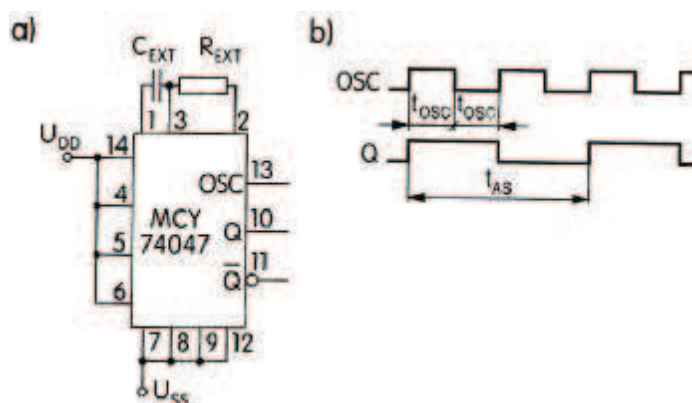 a)
C_EXT R_EXT
1 3 2
U_DD
14
4
5
6
MCY
74047
OSC 13
Q 10
Q̅ 11
7 8 9 12
U_SS
b)
OSC
t_OSC t_OSC
Q
t_AS